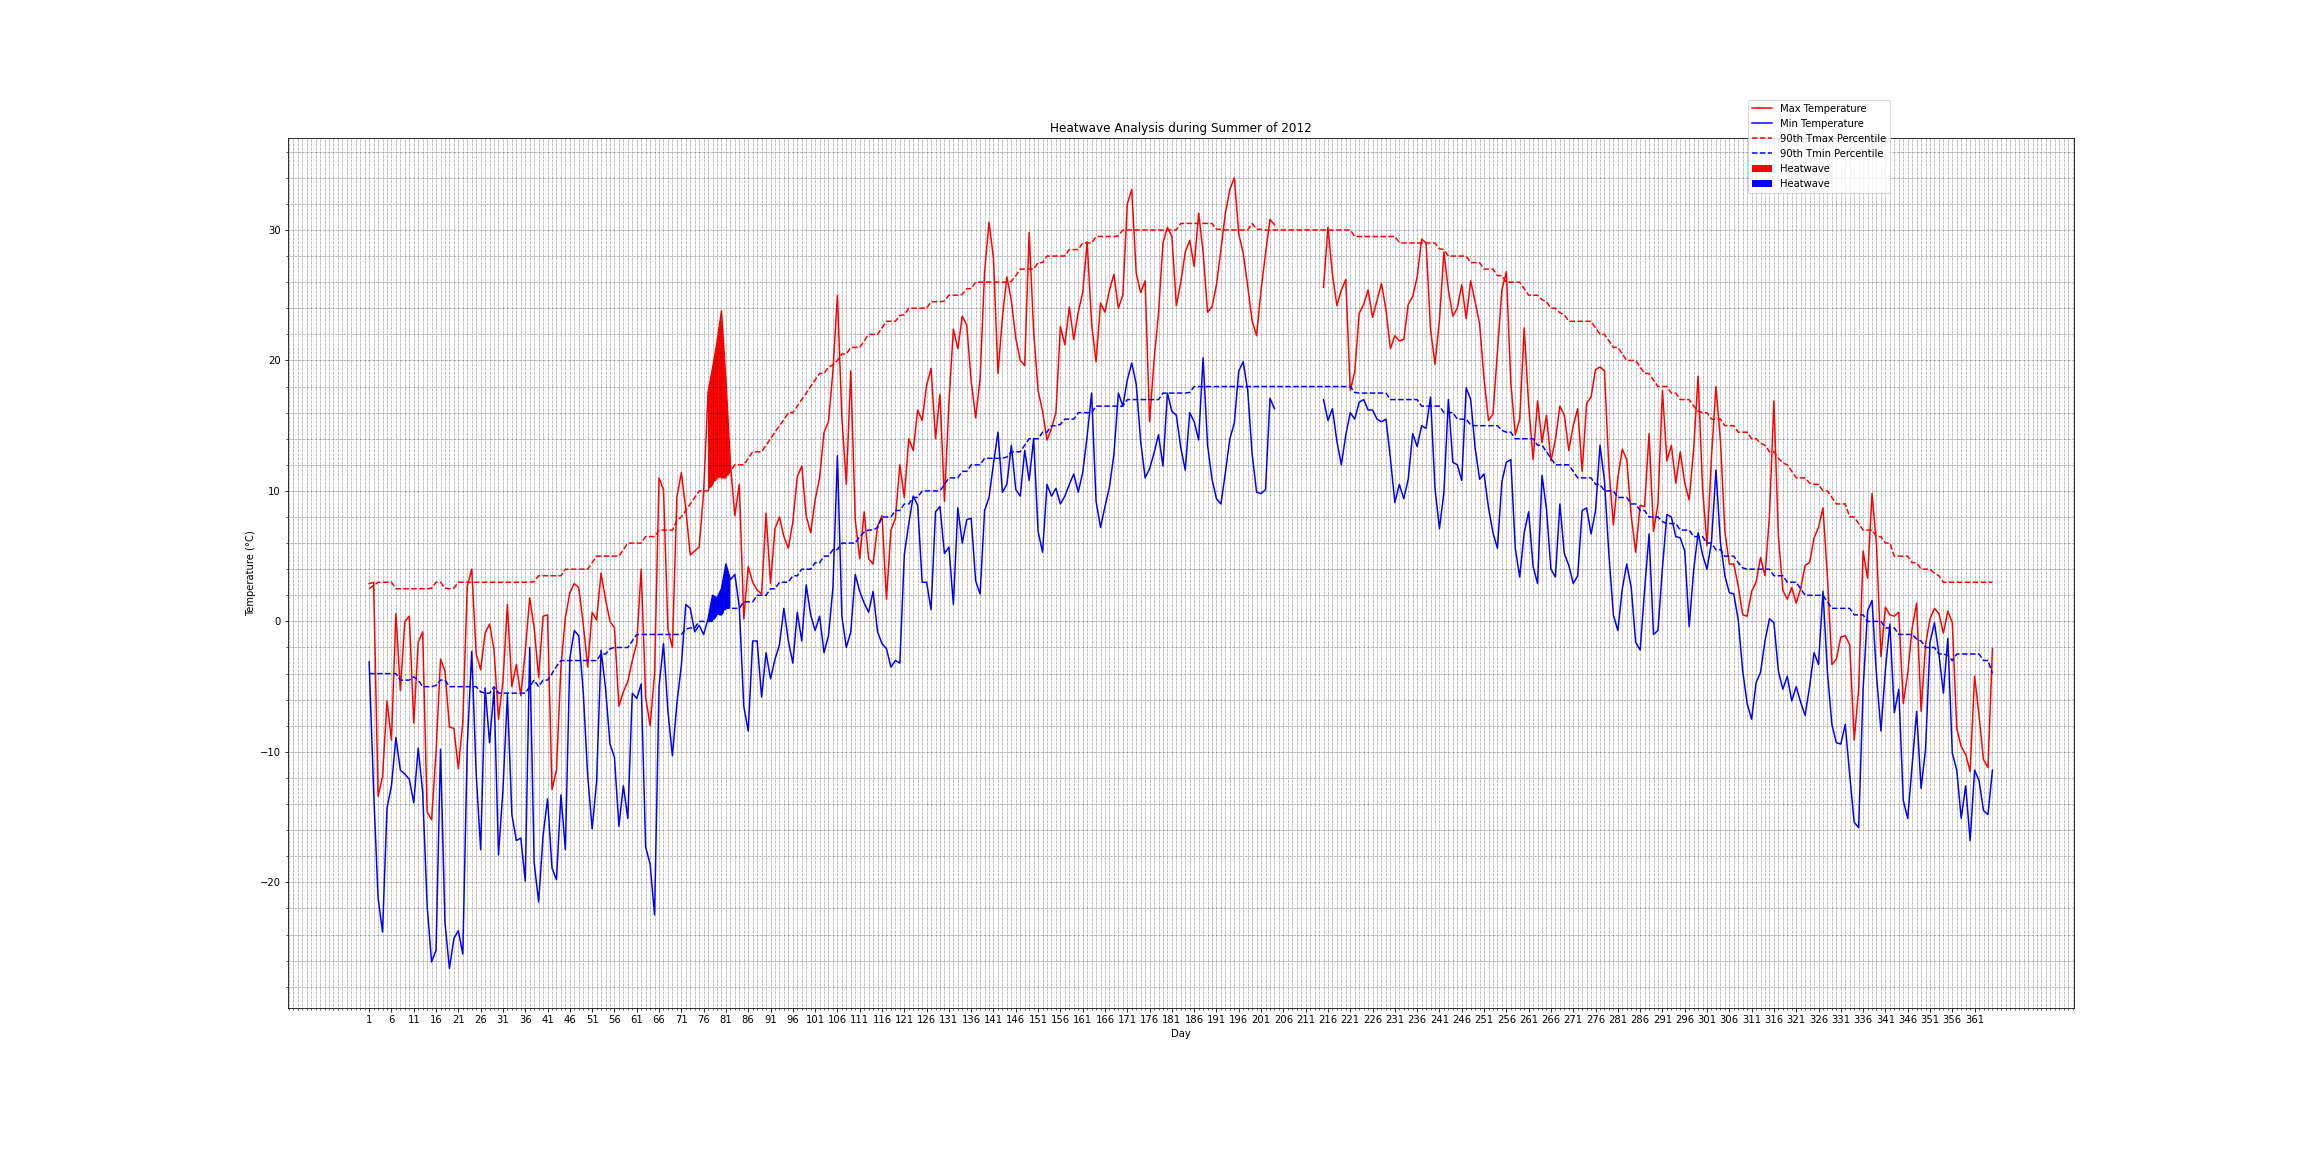 Heatwave Analysis during Summer of 2012
Max Temperature
Min Temperature
90th Tmax Percentile
90th Tmin Percentile
Heatwave
Heatwave
Temperature (°C)
30
20
10
0
−10
−20
1 6 11 16 21 26 31 36 41 46 51 56 61 66 71 76 81 86 91 96 101 106 111 116 121 126 131 136 141 146 151 156 161 166 171 176 181 186 191 196 201 206 211 216 221 226 231 236 241 246 251 256 261 266 271 276 281 286 291 296 301 306 311 316 321 326 331 336 341 346 351 356 361
Day